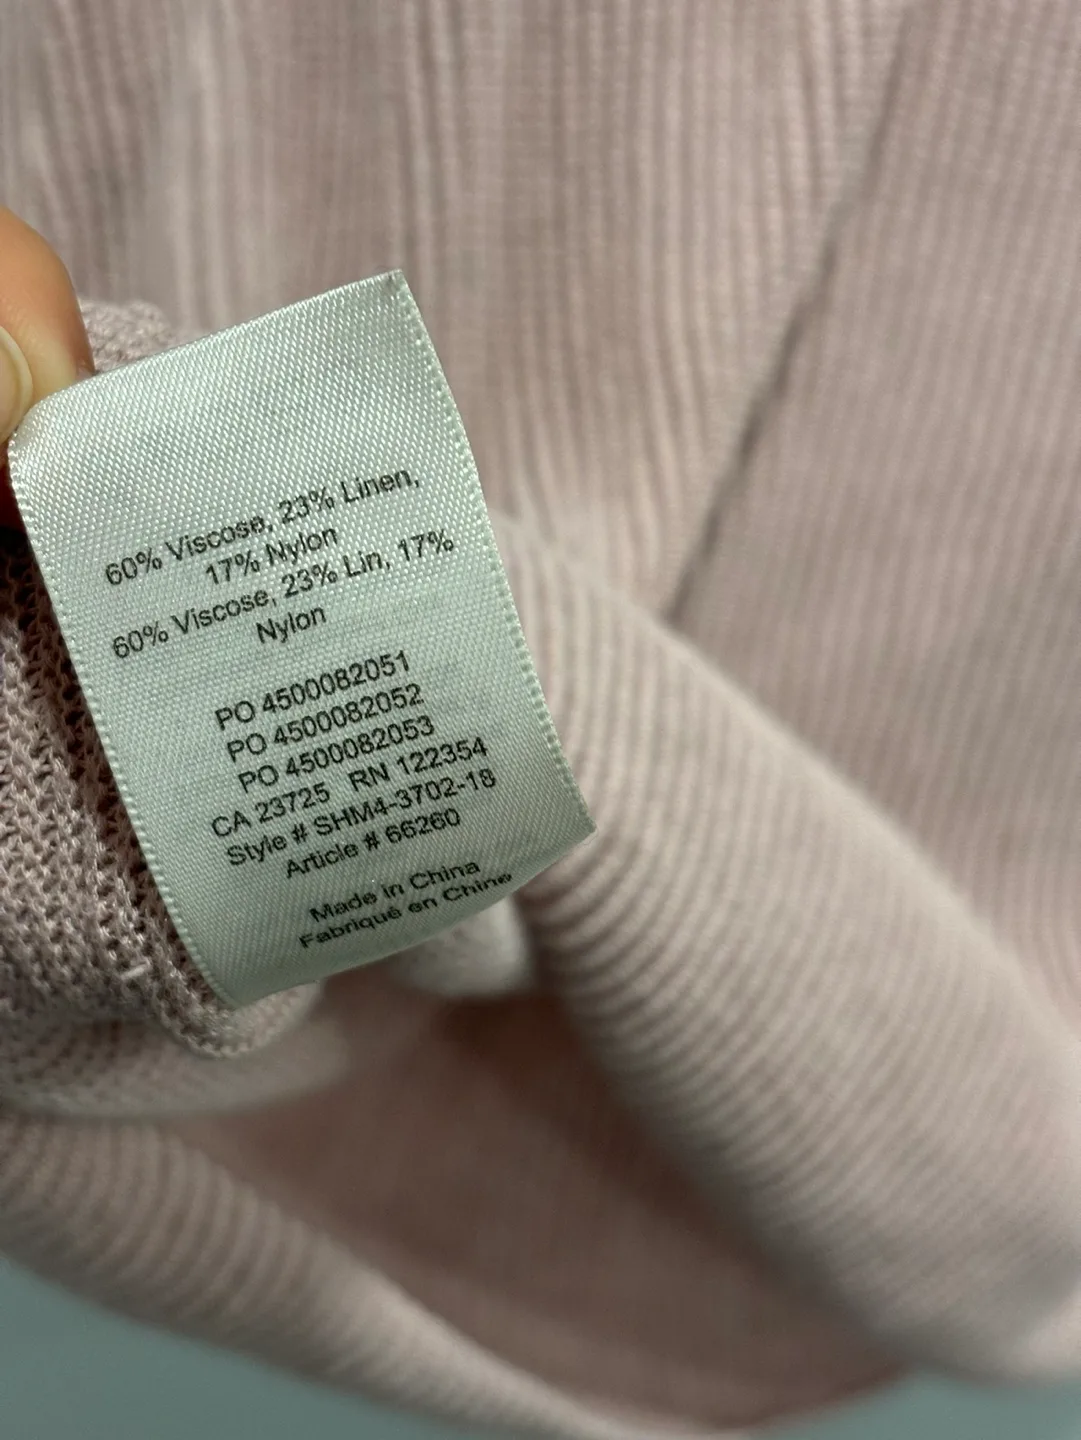 60% Viscose, 23% Linen,
17% Nylon
60% Viscose, 23% Lin, 17%
Nylon
PO 4500082051
PO 4500082052
PO 4500082053
CA 23725 RN 122354
Style # SHM4-3702-18
Article # 66260
Made in China
Fabriqué en Chine